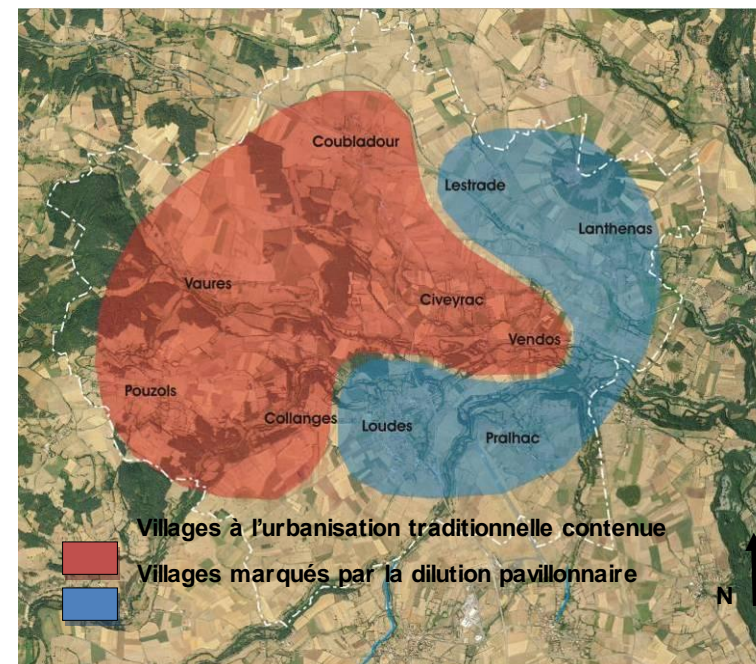 Coubladour
Lestrade
Lanthenas
Vaures
Civeyrac
Vendos
Pouzols
Collanges
Loudes
Pralhac
Villages à l'urbanisation traditionnelle contenue
Villages marqués par la dilution pavillonnaire
N